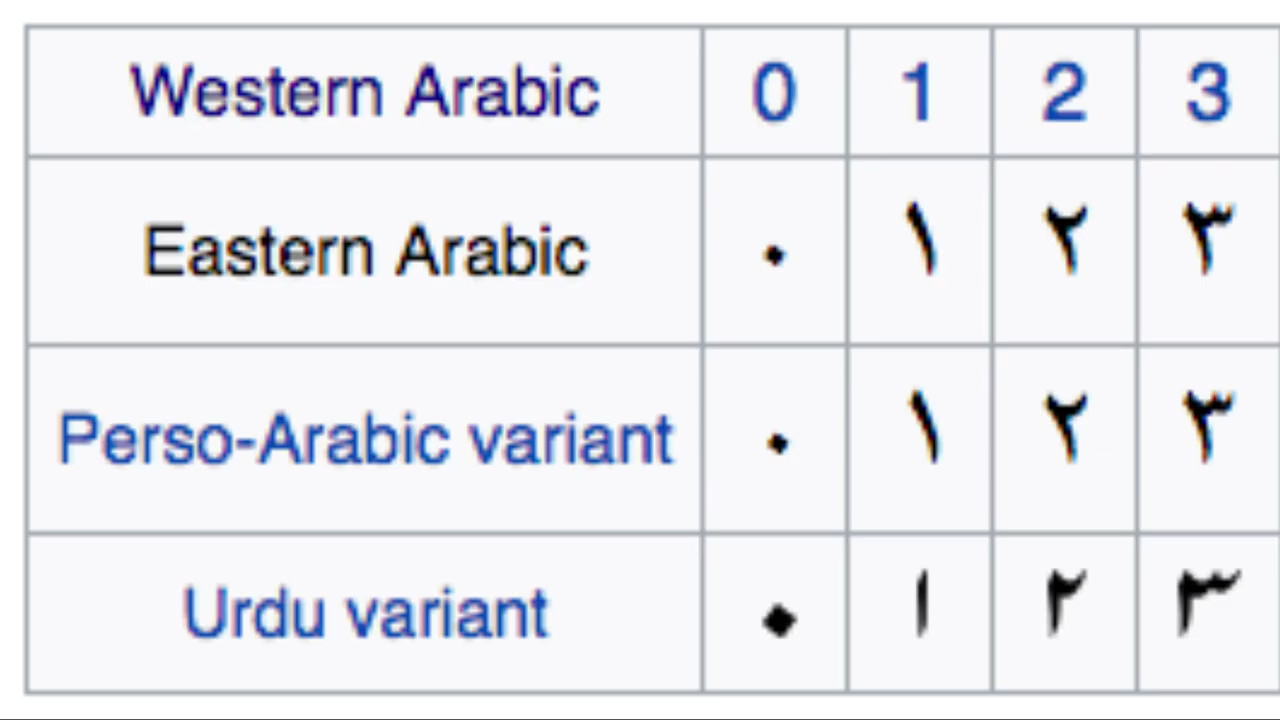 Western Arabic 0 1 2 3
Eastern Arabic ٠ ١ ٢ ٣
Perso-Arabic variant ۰ ۱ ۲ ۳
Urdu variant ۰ ۱ ۲ ۳